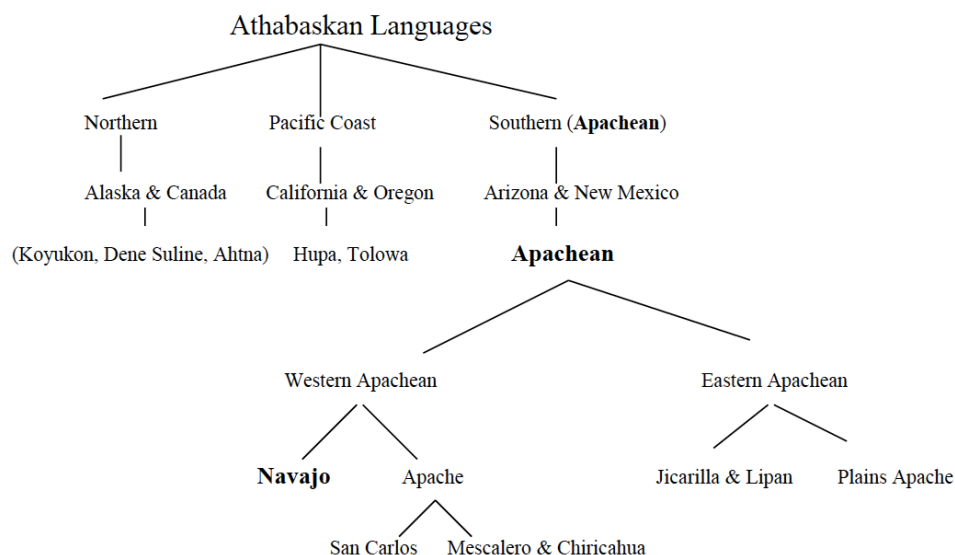 Athabaskan Languages
Northern
Pacific Coast
Southern (Apachean)
Alaska & Canada
California & Oregon
Arizona & New Mexico
(Koyukon, Dene Suline, Ahtna)
Hupa, Tolowa
Apachean
Western Apachean
Eastern Apachean
Navajo
Apache
Jicarilla & Lipan
Plains Apache
San Carlos
Mescalero & Chiricahua